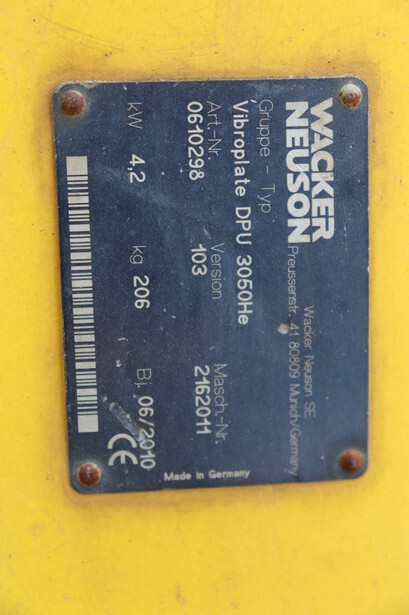 WACKER
NEUSON
Wacker Neuson SE
Preussenstr. 41 80809 Munich/Germany
Gruppe - Typ
Vibroplate DPU 3050He
Art.-Nr. Version Masch.-Nr.
0610298 103 2162011
kW 4,2 kg 206 Bj. 06/2010
CE
Made in Germany